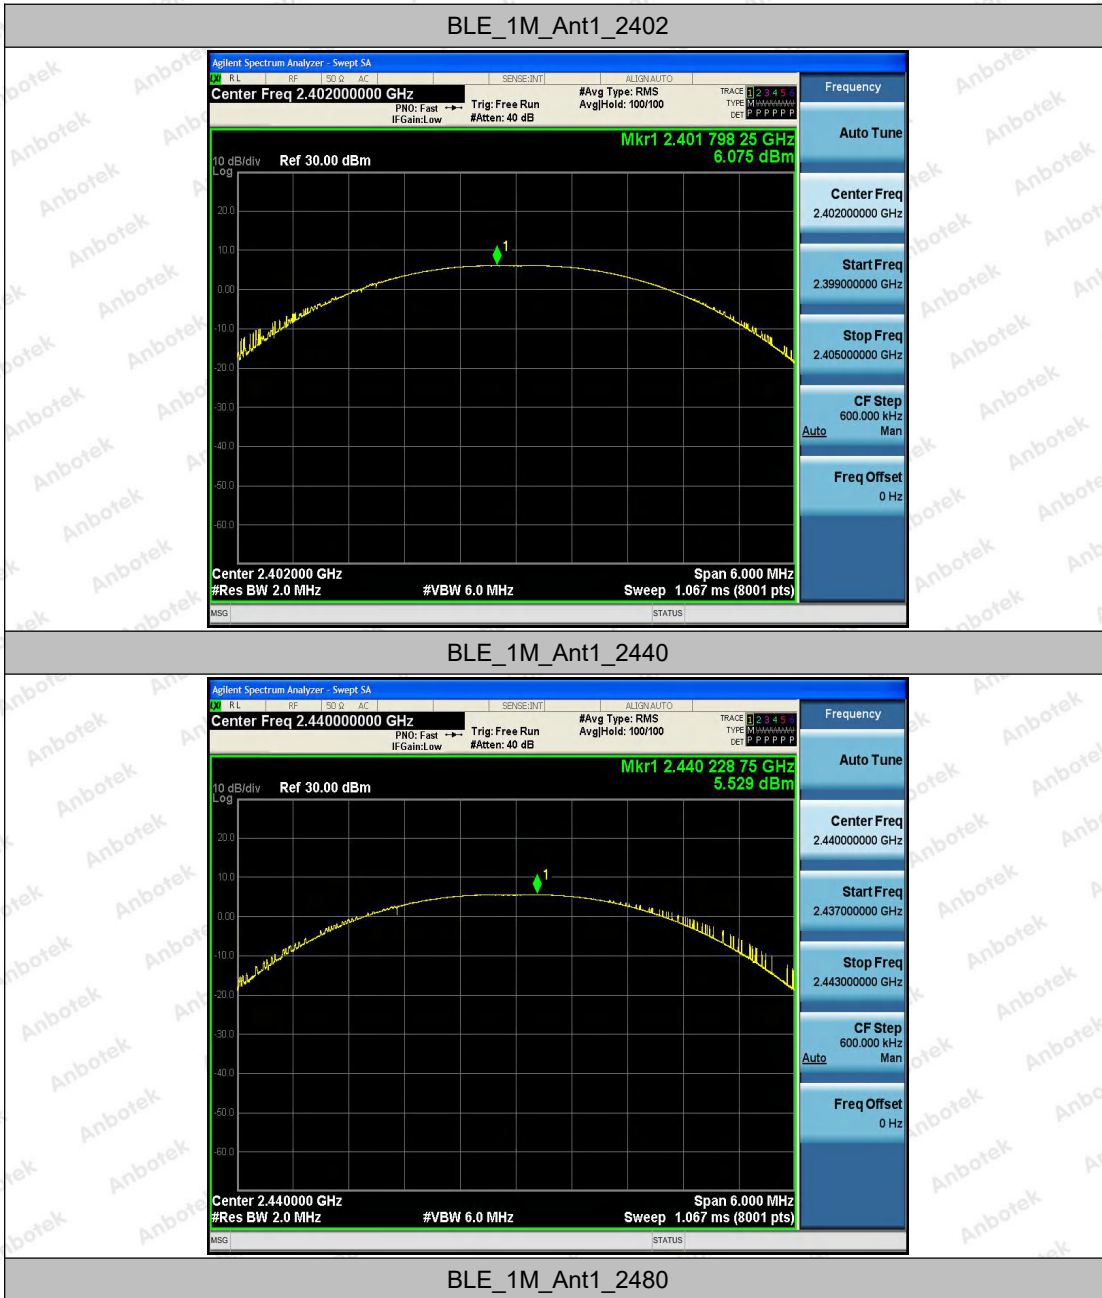 BLE_1M_Ant1_2402
Agilent Spectrum Analyzer - Swept SA
LXI RL RF 50 Ω AC SENSE:INT ALIGNAUTO
Center Freq 2.402000000 GHz
PNO: Fast
IFGain:Low
Trig: Free Run
#Atten: 40 dB
#Avg Type: RMS
Avg|Hold: 100/100
TRACE 1 2 3 4 5 6
TYPE M
DET P P P P P P
Mkr1 2.401 798 25 GHz
6.075 dBm
10 dB/div Ref 30.00 dBm
Log
20.0
10.0
1
0.00
-10.0
-20.0
-30.0
-40.0
-50.0
-60.0
Center 2.402000 GHz Span 6.000 MHz
#Res BW 2.0 MHz #VBW 6.0 MHz Sweep 1.067 ms (8001 pts)
MSG STATUS
Frequency
Auto Tune
Center Freq
2.402000000 GHz
Start Freq
2.399000000 GHz
Stop Freq
2.405000000 GHz
CF Step
600.000 kHz
Auto Man
Freq Offset
0 Hz
BLE_1M_Ant1_2440
Agilent Spectrum Analyzer - Swept SA
LXI RL RF 50 Ω AC SENSE:INT ALIGNAUTO
Center Freq 2.440000000 GHz
PNO: Fast
IFGain:Low
Trig: Free Run
#Atten: 40 dB
#Avg Type: RMS
Avg|Hold: 100/100
TRACE 1 2 3 4 5 6
TYPE M
DET P P P P P P
Mkr1 2.440 228 75 GHz
5.529 dBm
10 dB/div Ref 30.00 dBm
Log
20.0
10.0
1
0.00
-10.0
-20.0
-30.0
-40.0
-50.0
-60.0
Center 2.440000 GHz Span 6.000 MHz
#Res BW 2.0 MHz #VBW 6.0 MHz Sweep 1.067 ms (8001 pts)
MSG STATUS
Frequency
Auto Tune
Center Freq
2.440000000 GHz
Start Freq
2.437000000 GHz
Stop Freq
2.443000000 GHz
CF Step
600.000 kHz
Auto Man
Freq Offset
0 Hz
BLE_1M_Ant1_2480
Anbotek